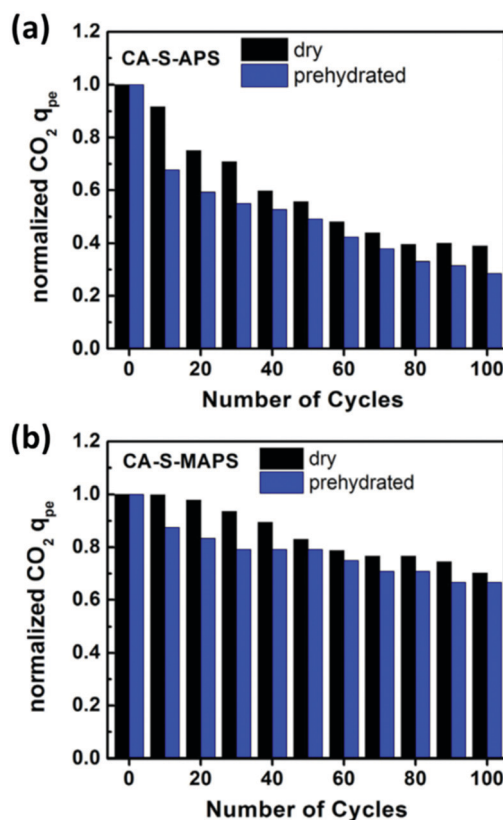 (a)
1.2
1.0
0.8
0.6
0.4
0.2
0.0
normalized CO₂ qₚₑ
CA-S-APS
dry
prehydrated
0 20 40 60 80 100
Number of Cycles
(b)
1.2
1.0
0.8
0.6
0.4
0.2
0.0
normalized CO₂ qₚₑ
CA-S-MAPS
dry
prehydrated
0 20 40 60 80 100
Number of Cycles